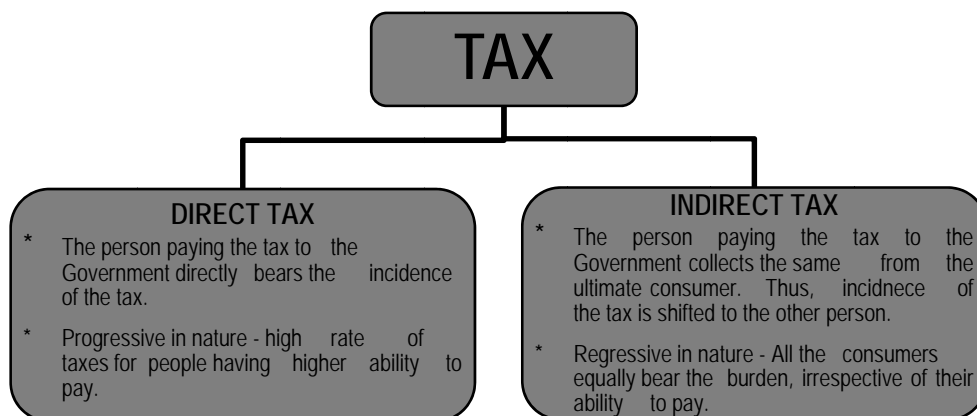 TAX
DIRECT TAX
* The person paying the tax to the
Government directly bears the incidence
of the tax.
* Progressive in nature - high rate of
taxes for people having higher ability to
pay.
INDIRECT TAX
* The person paying the tax to the
Government collects the same from the
ultimate consumer. Thus, incidnece of
the tax is shifted to the other person.
* Regressive in nature - All the consumers
equally bear the burden, irrespective of their
ability to pay.